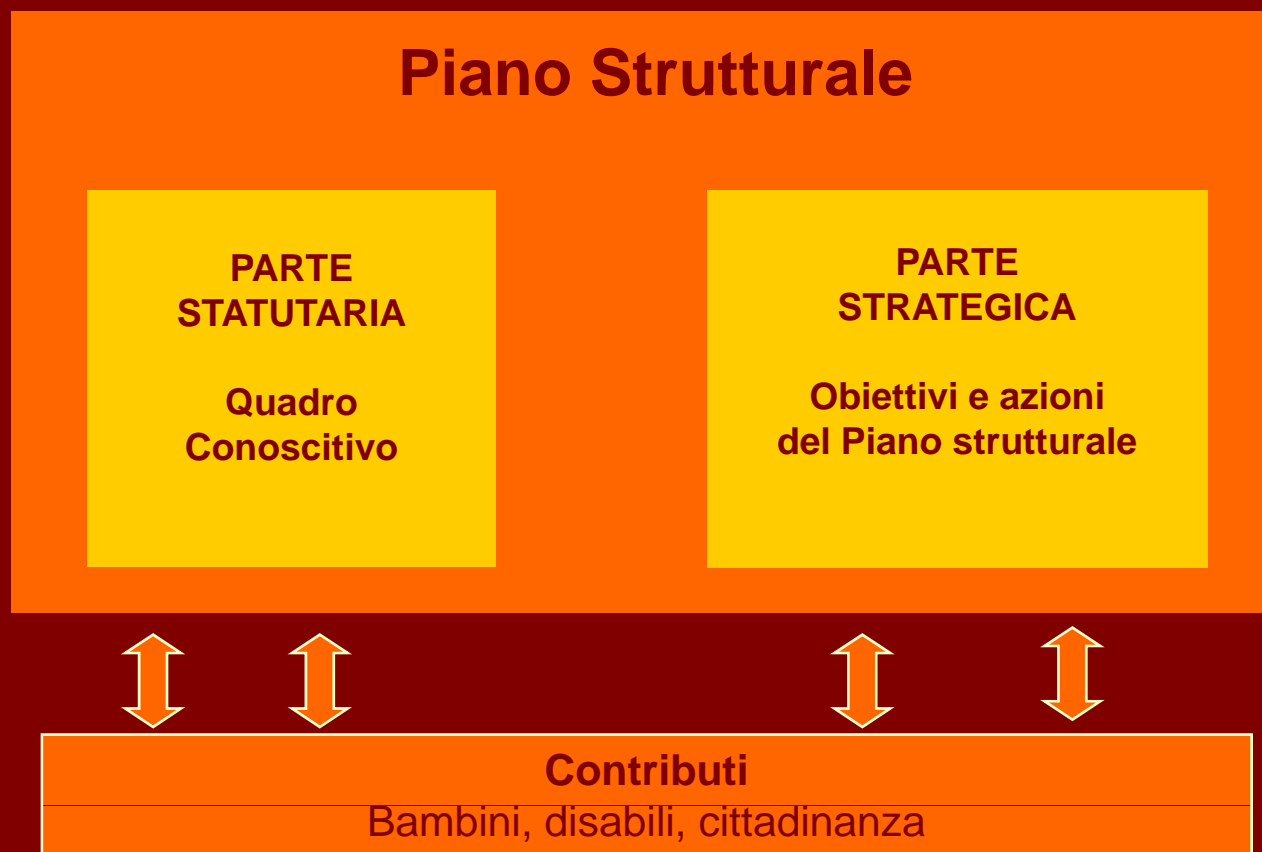 Piano Strutturale
PARTE
STATUTARIA
Quadro
Conoscitivo
PARTE
STRATEGICA
Obiettivi e azioni
del Piano strutturale
Contributi
Bambini, disabili, cittadinanza